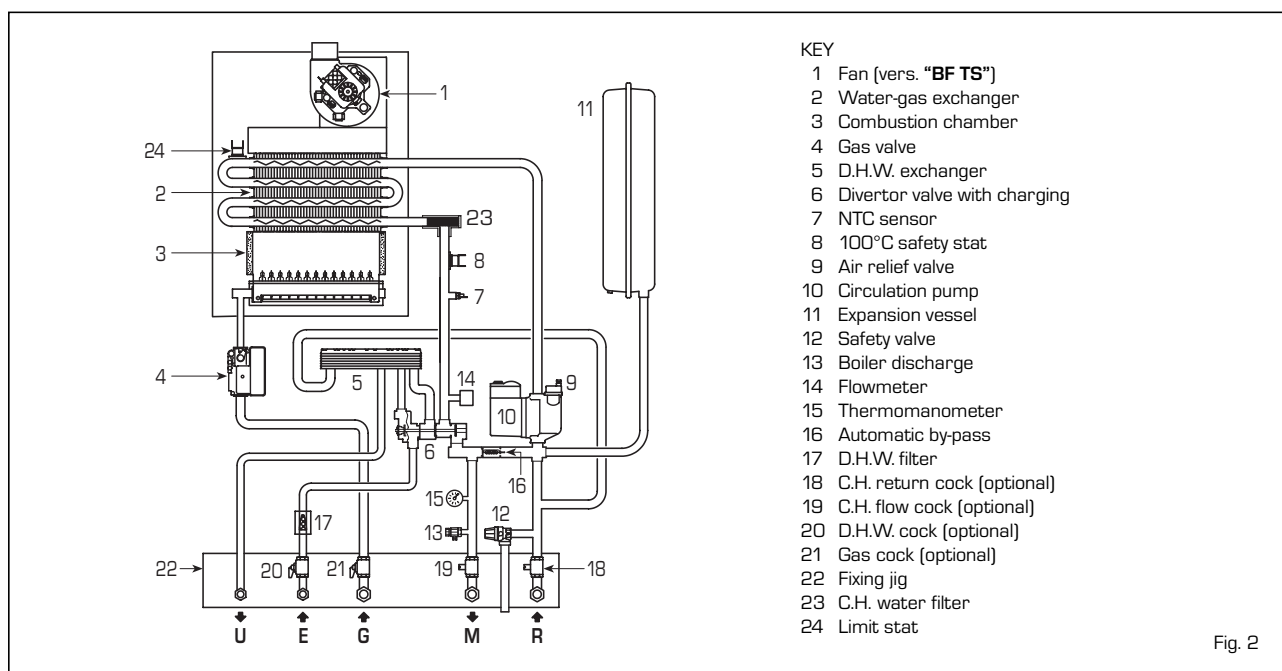 1
24
2
3
23
8
7
11
4
5
14
9
10
6
16
15
17
13
12
22
20
21
19
18
U E G M R
KEY
1 Fan (vers. “BF TS”)
2 Water-gas exchanger
3 Combustion chamber
4 Gas valve
5 D.H.W. exchanger
6 Divertor valve with charging
7 NTC sensor
8 100°C safety stat
9 Air relief valve
10 Circulation pump
11 Expansion vessel
12 Safety valve
13 Boiler discharge
14 Flowmeter
15 Thermomanometer
16 Automatic by-pass
17 D.H.W. filter
18 C.H. return cock (optional)
19 C.H. flow cock (optional)
20 D.H.W. cock (optional)
21 Gas cock (optional)
22 Fixing jig
23 C.H. water filter
24 Limit stat
Fig. 2